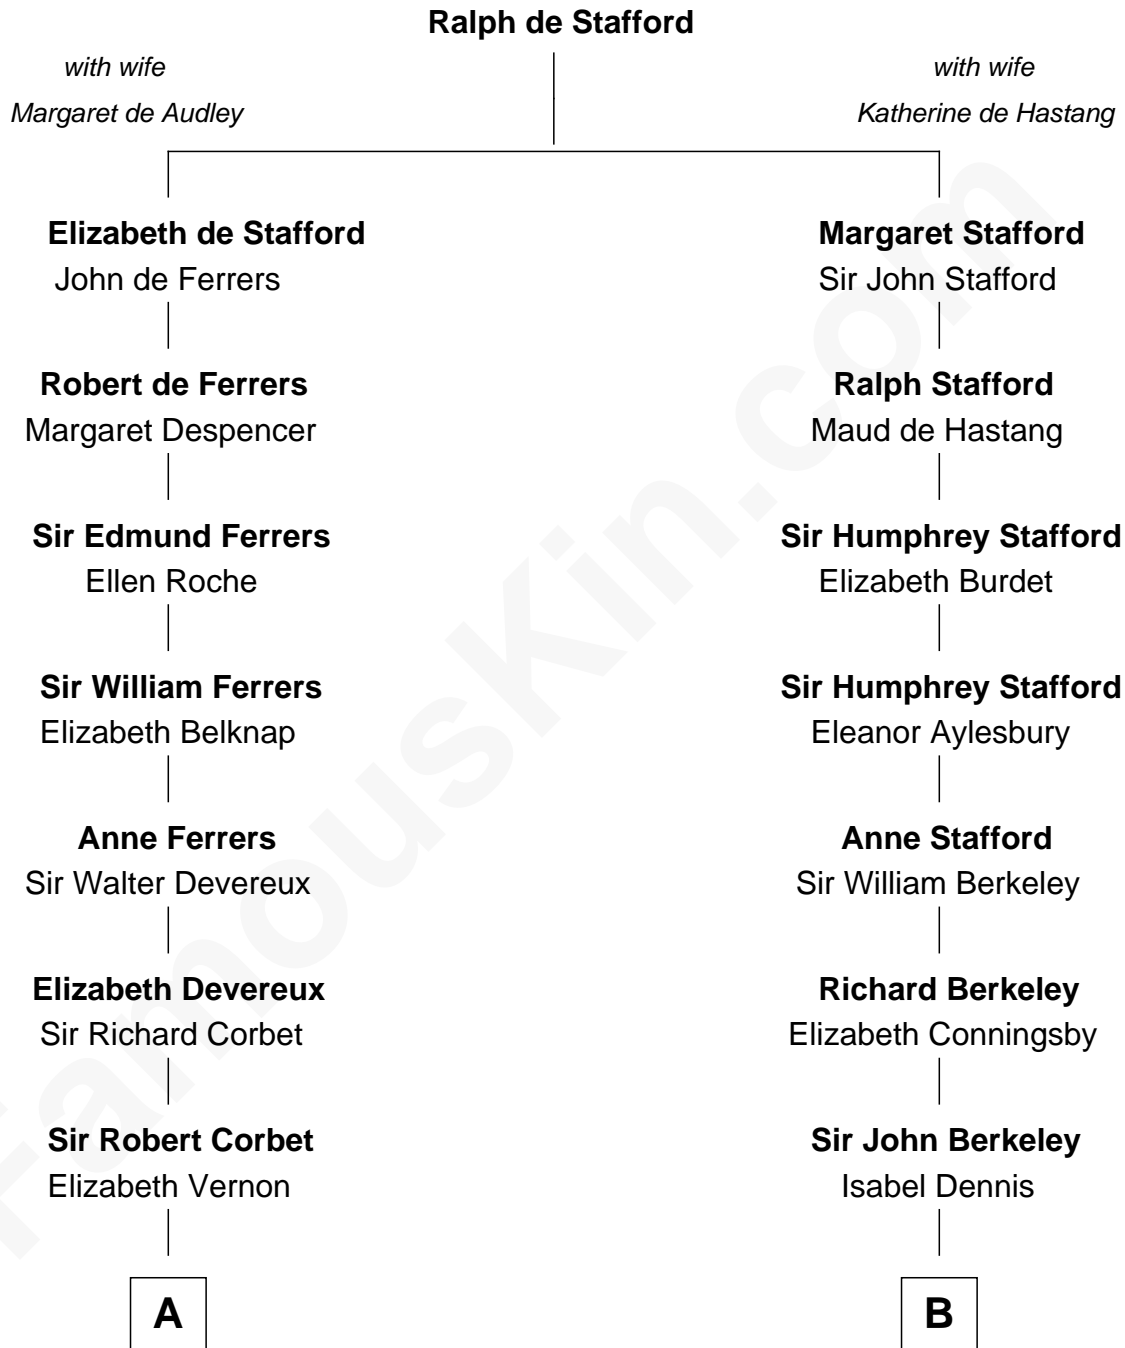 Ralph de Stafford
with wife
Margaret de Audley
with wife
Katherine de Hastang
Elizabeth de Stafford
John de Ferrers
Margaret Stafford
Sir John Stafford
Robert de Ferrers
Margaret Despencer
Ralph Stafford
Maud de Hastang
Sir Edmund Ferrers
Ellen Roche
Sir Humphrey Stafford
Elizabeth Burdet
Sir William Ferrers
Elizabeth Belknap
Sir Humphrey Stafford
Eleanor Aylesbury
Anne Ferrers
Sir Walter Devereux
Anne Stafford
Sir William Berkeley
Elizabeth Devereux
Sir Richard Corbet
Richard Berkeley
Elizabeth Conningsby
Sir Robert Corbet
Elizabeth Vernon
Sir John Berkeley
Isabel Dennis
A
B
FamousKin.com